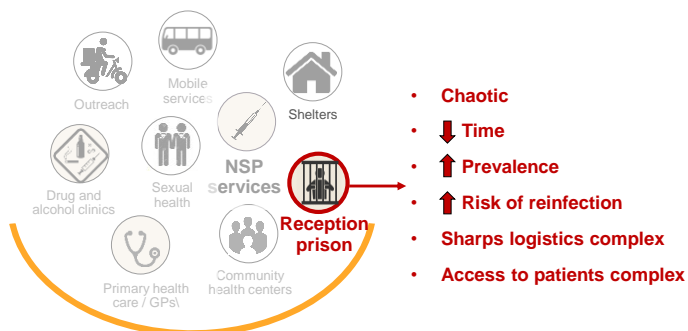 Outreach
Mobile
services
Shelters
Drug and
alcohol clinics
Sexual
health
NSP
services
Reception
prison
Primary health
care / GPs\
Community
health centers
• Chaotic
• Time
• Prevalence
• Risk of reinfection
• Sharps logistics complex
• Access to patients complex